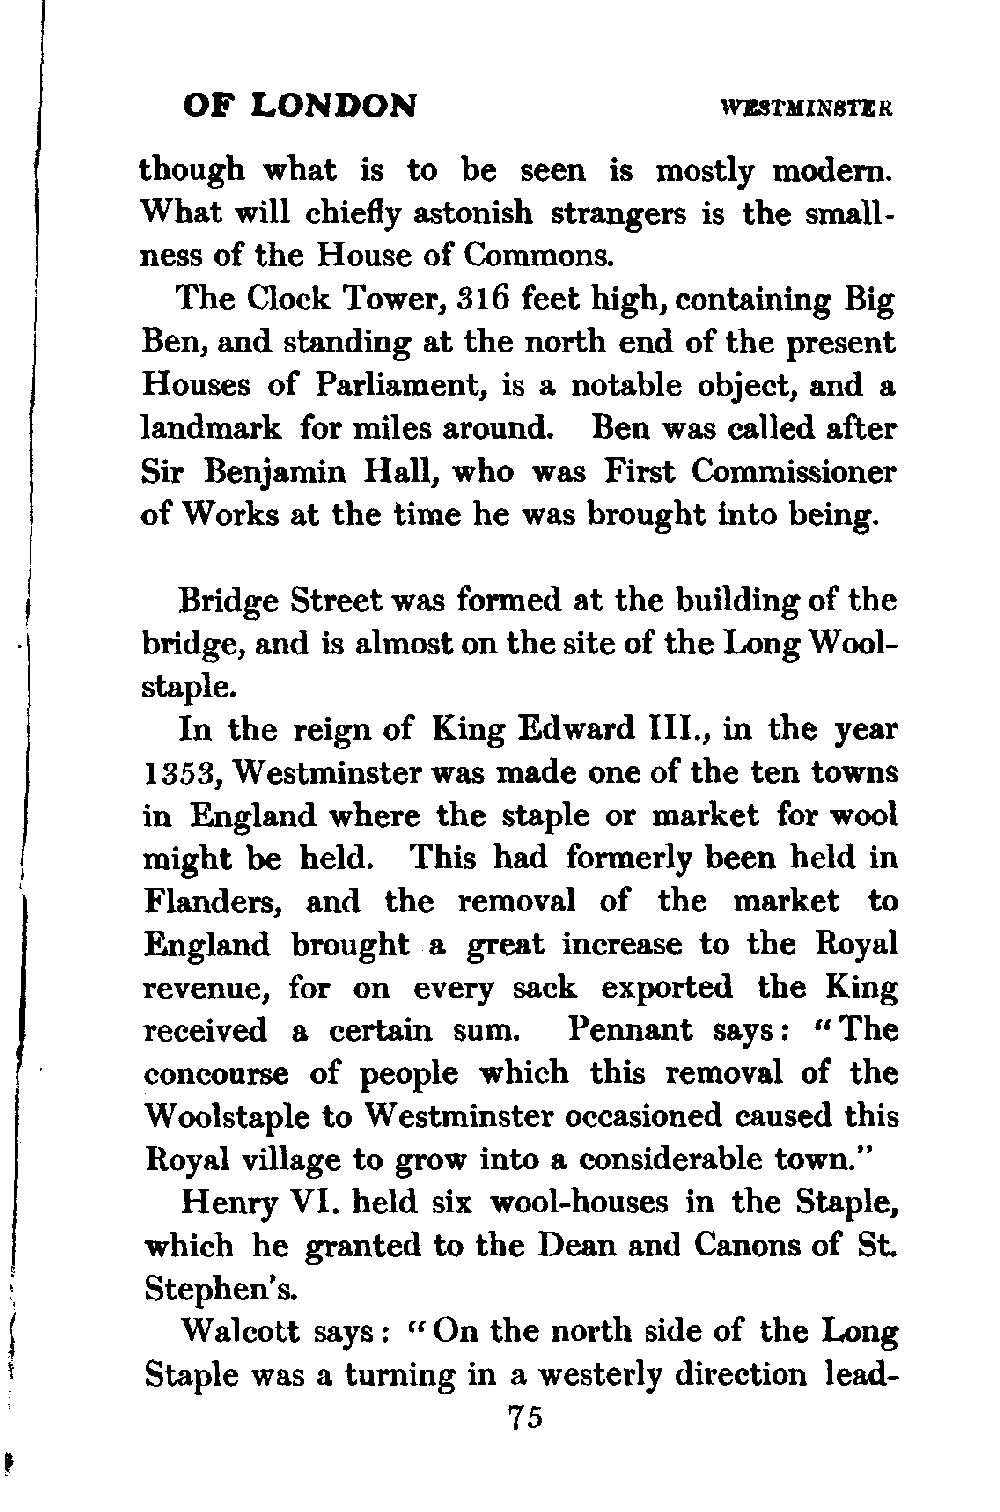 OF LONDON WESTMINSTER
though what is to be seen is mostly modern.
What will chiefly astonish strangers is the small-
ness of the House of Commons.
The Clock Tower, 316 feet high, containing Big
Ben, and standing at the north end of the present
Houses of Parliament, is a notable object, and a
landmark for miles around. Ben was called after
Sir Benjamin Hall, who was First Commissioner
of Works at the time he was brought into being.
Bridge Street was formed at the building of the
bridge, and is almost on the site of the Long Wool-
staple.
In the reign of King Edward III., in the year
1353, Westminster was made one of the ten towns
in England where the staple or market for wool
might be held. This had formerly been held in
Flanders, and the removal of the market to
England brought a great increase to the Royal
revenue, for on every sack exported the King
received a certain sum. Pennant says: “The
concourse of people which this removal of the
Woolstaple to Westminster occasioned caused this
Royal village to grow into a considerable town.”
Henry VI. held six wool-houses in the Staple,
which he granted to the Dean and Canons of St.
Stephen's.
Walcott says: “On the north side of the Long
Staple was a turning in a westerly direction lead-
75